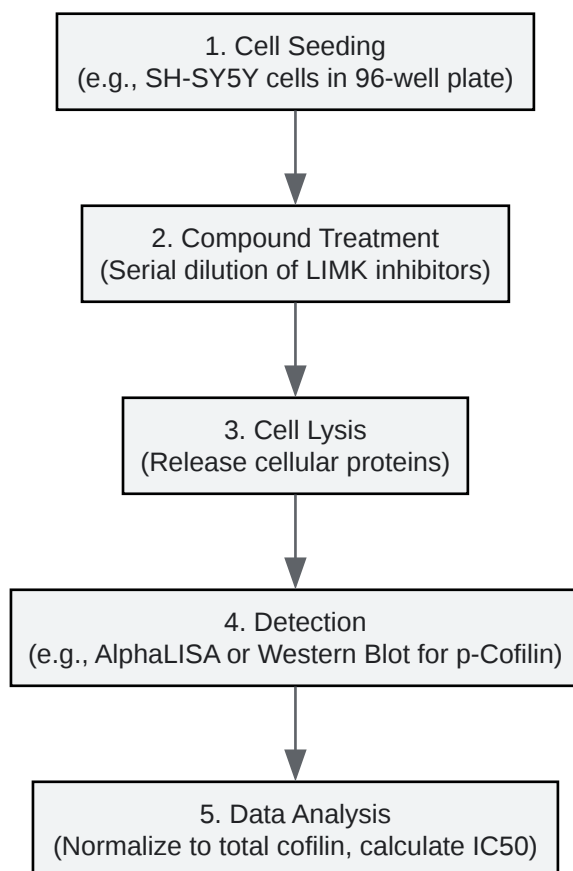 1. Cell Seeding
(e.g., SH-SY5Y cells in 96-well plate)
2. Compound Treatment
(Serial dilution of LIMK inhibitors)
3. Cell Lysis
(Release cellular proteins)
4. Detection
(e.g., AlphaLISA or Western Blot for p-Cofilin)
5. Data Analysis
(Normalize to total cofilin, calculate IC50)